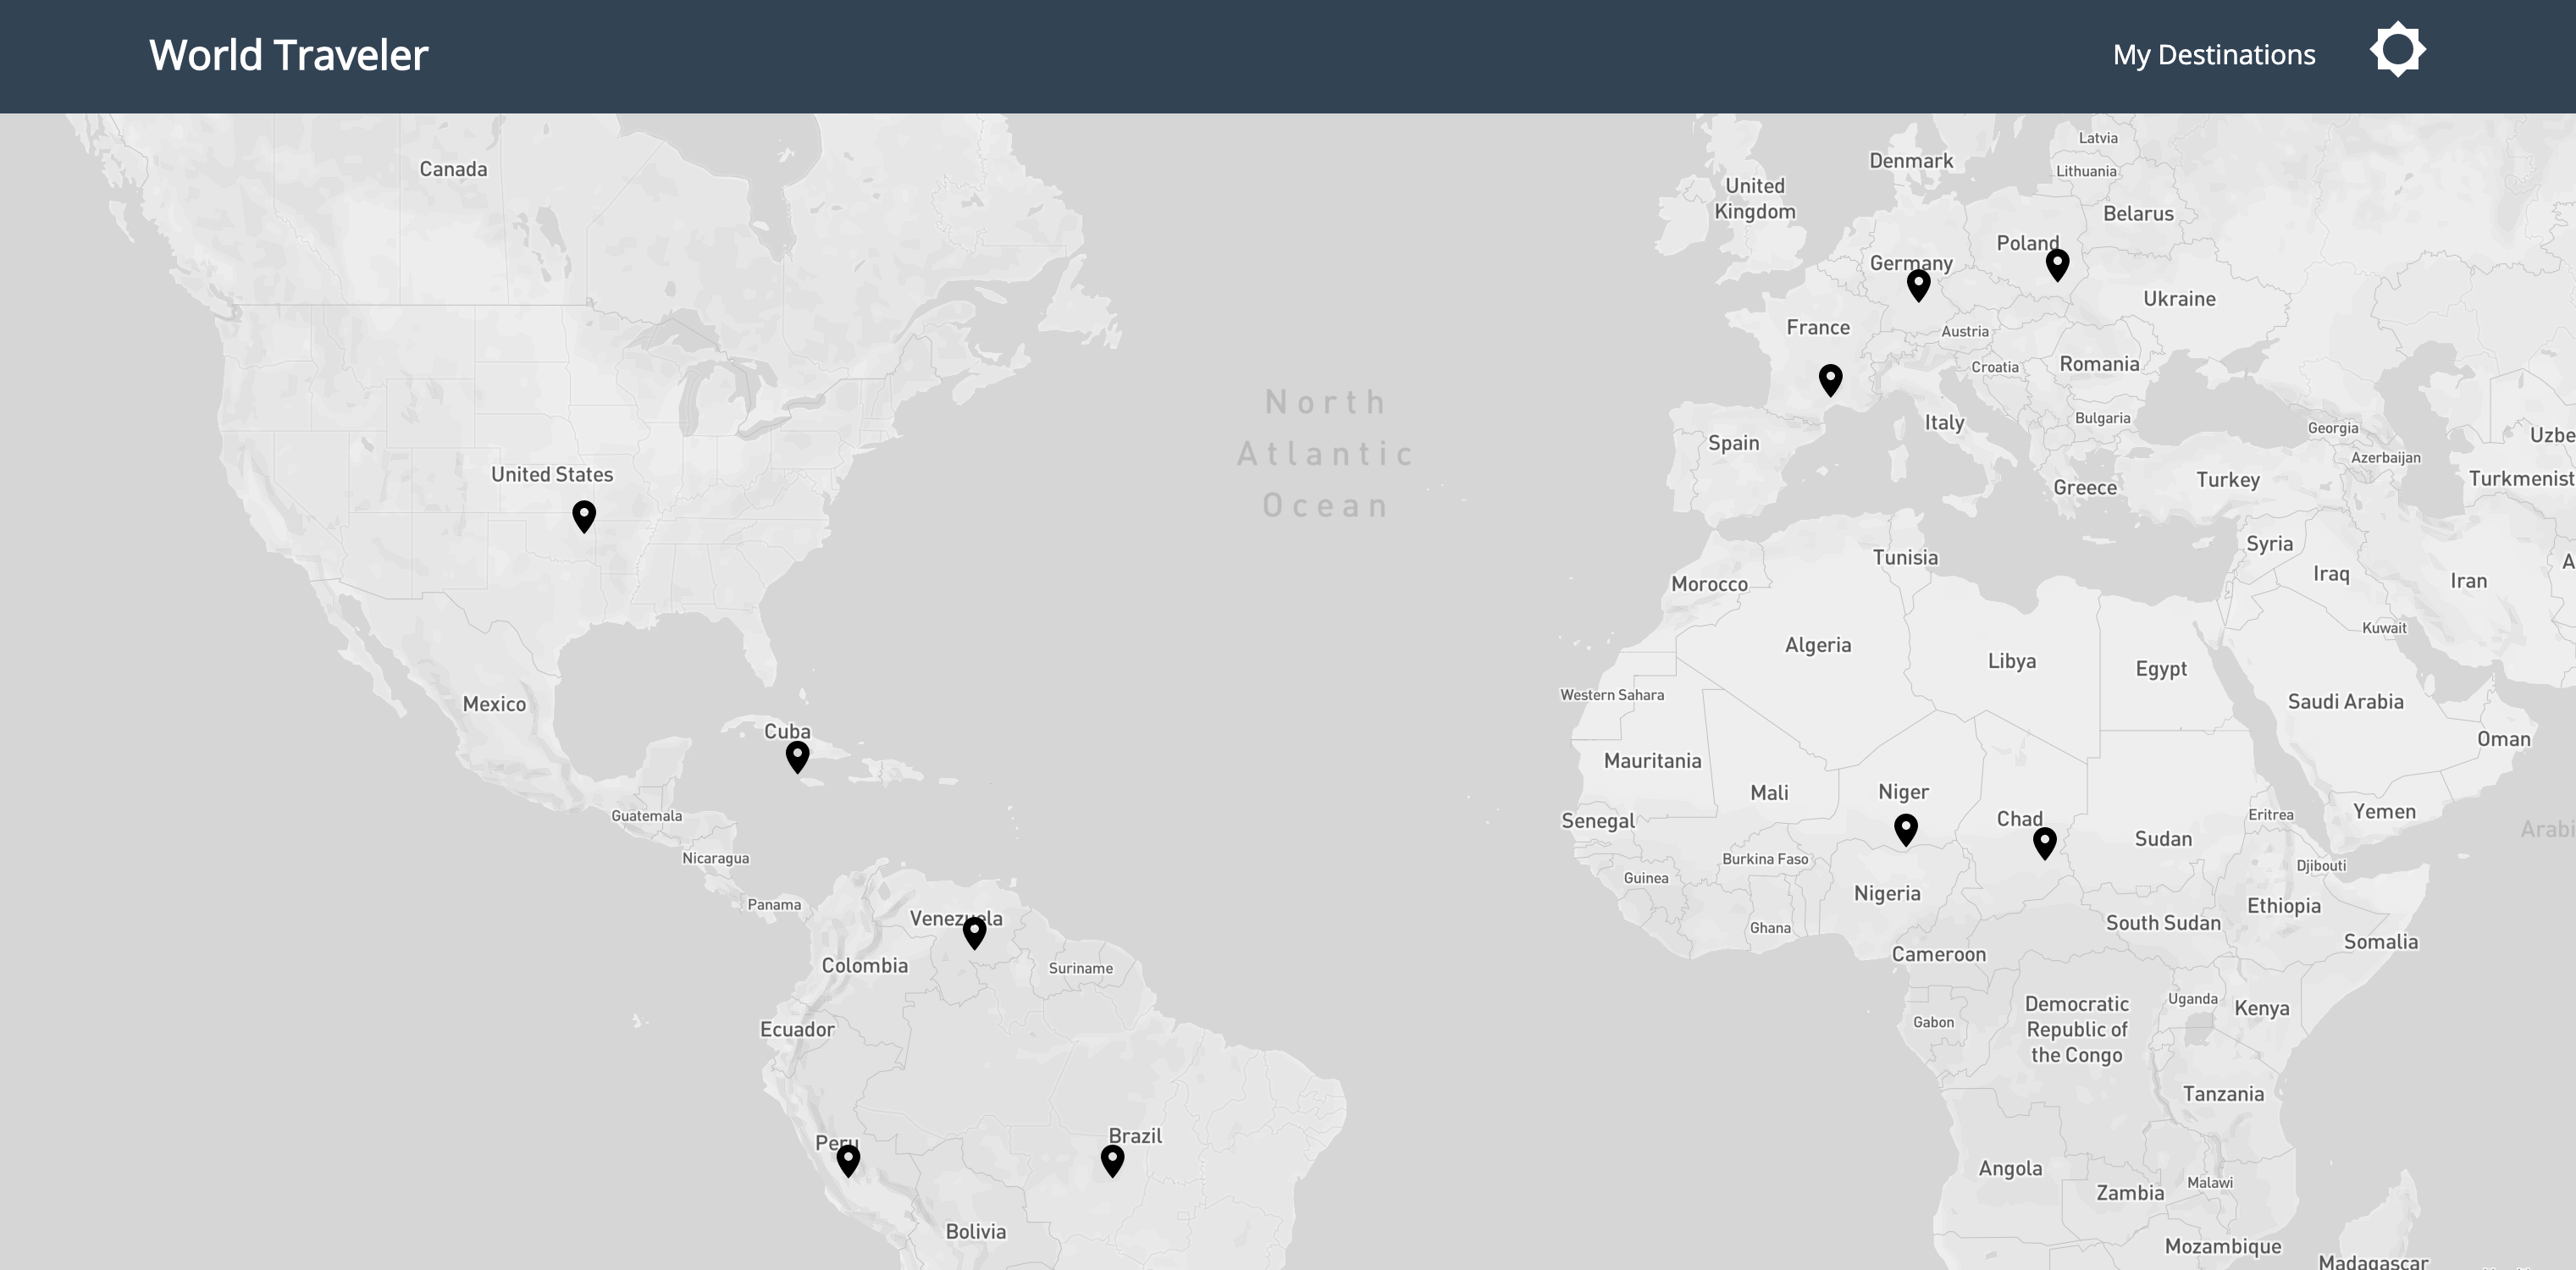 World Traveler
My Destinations
Canada
United States
Mexico
Cuba
Guatemala
Nicaragua
Panama
Venezuela
Colombia
Suriname
Ecuador
Peru
Brazil
Bolivia
North
Atlantic
Ocean
Latvia
Denmark
Lithuania
United
Kingdom
Belarus
Poland
Germany
Ukraine
France
Austria
Romania
Croatia
Bulgaria
Italy
Georgia
Spain
Uzbe
Azerbaijan
Turkey
Turkmenist
Greece
Syria
Tunisia
A
Iraq
Iran
Morocco
Kuwait
Algeria
Libya
Egypt
Western Sahara
Saudi Arabia
Oman
Mauritania
Mali
Niger
Yemen
Eritrea
Chad
Senegal
Arabi
Sudan
Burkina Faso
Djibouti
Guinea
Nigeria
Ethiopia
South Sudan
Ghana
Somalia
Cameroon
Uganda
Democratic
Republic of
the Congo
Kenya
Gabon
Tanzania
Angola
Malawi
Zambia
Mozambique
Madagascar